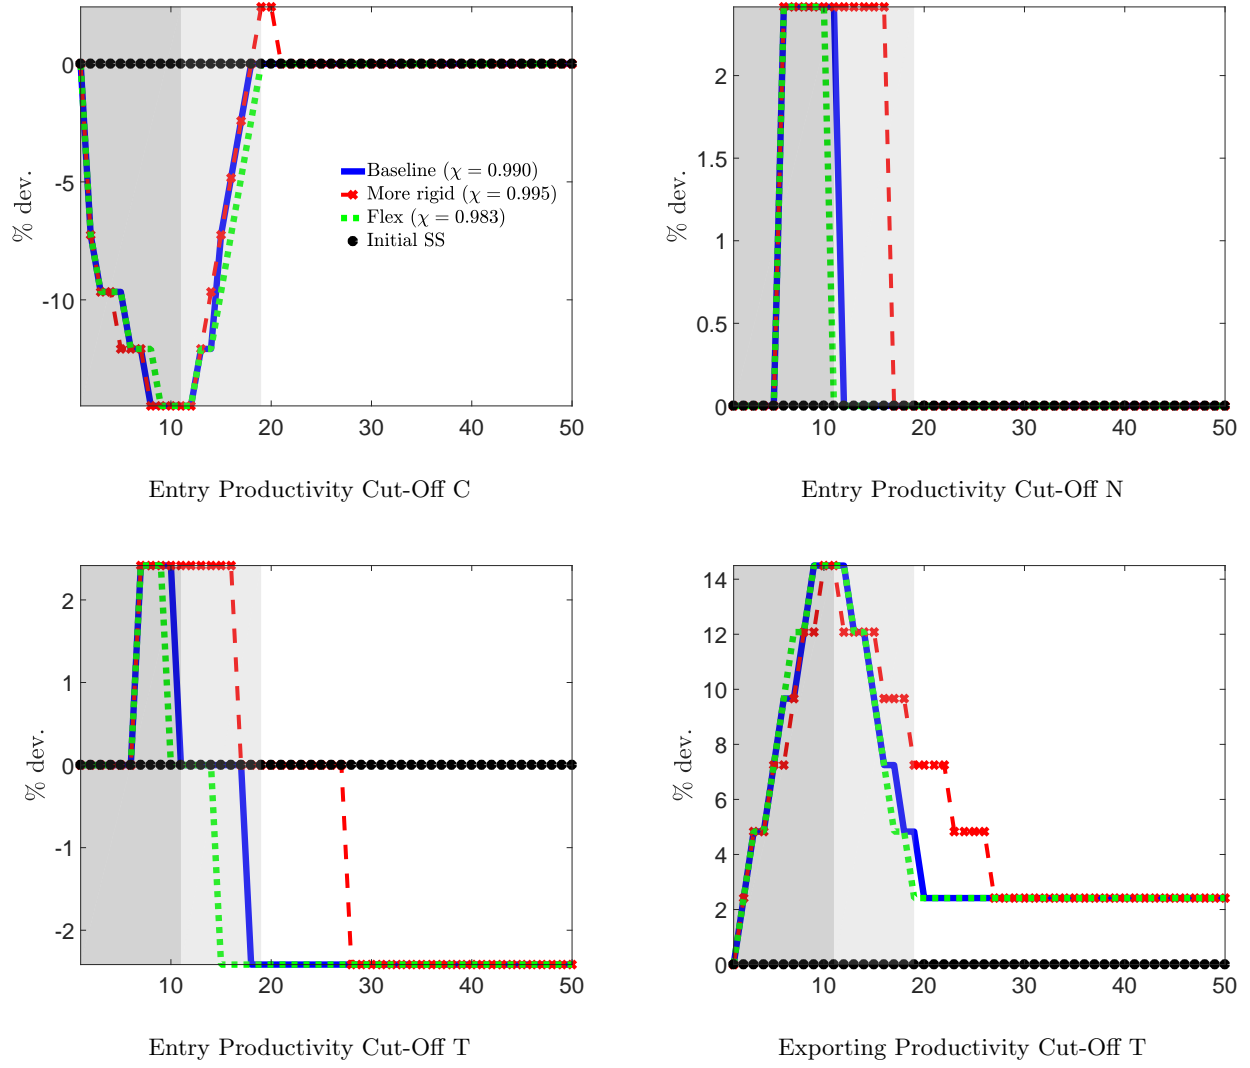 0
-5
-10
% dev.
10 20 30 40 50
Baseline (χ = 0.990)
More rigid (χ = 0.995)
Flex (χ = 0.983)
Initial SS
Entry Productivity Cut-Off C
2
1.5
1
0.5
0
% dev.
10 20 30 40 50
Entry Productivity Cut-Off N
2
1
0
-1
-2
% dev.
10 20 30 40 50
Entry Productivity Cut-Off T
14
12
10
8
6
4
2
0
% dev.
10 20 30 40 50
Exporting Productivity Cut-Off T